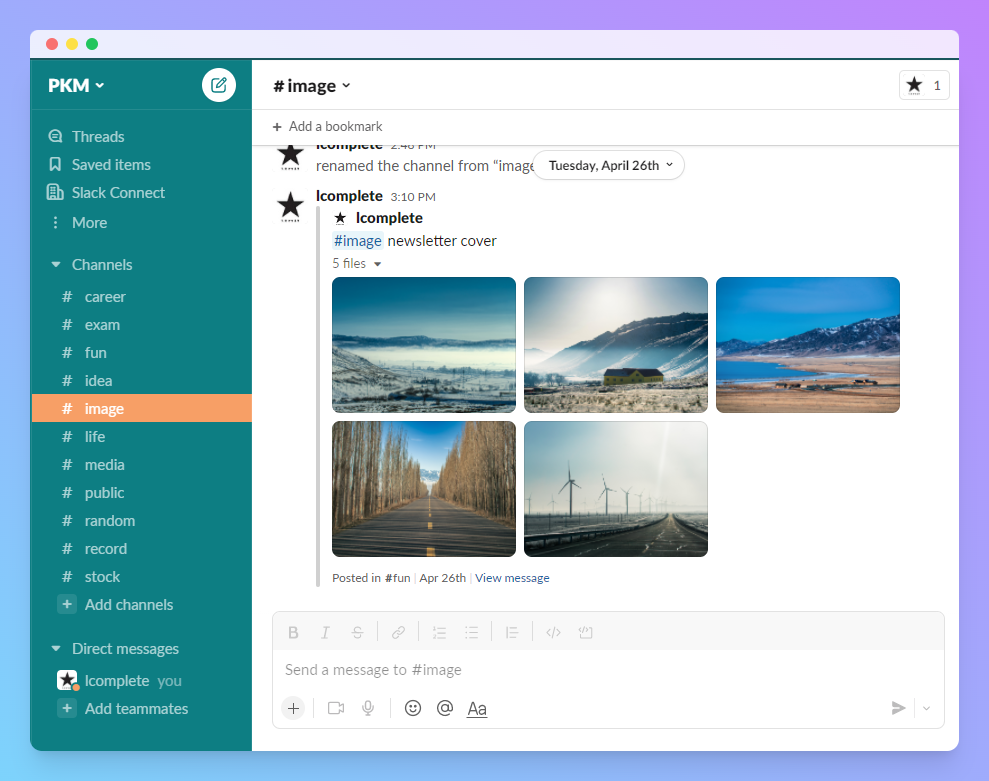 PKM
Threads
Saved items
Slack Connect
More
Channels
# career
# exam
# fun
# idea
# image
# life
# media
# public
# random
# record
# stock
+ Add channels
Direct messages
lcomplete you
+ Add teammates
# image
1
+ Add a bookmark
lcomplete 2:48 PM
renamed the channel from “image
Tuesday, April 26th
lcomplete 3:10 PM
lcomplete
#image newsletter cover
5 files
Posted in #fun | Apr 26th | View message
Send a message to #image
Aa